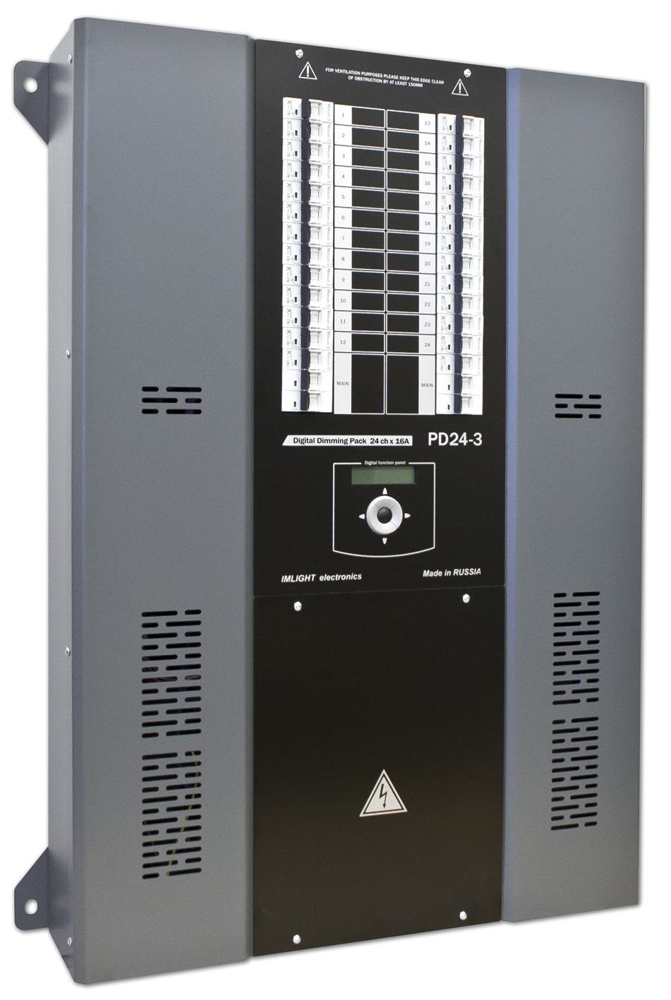 FOR VENTILATION PURPOSES PLEASE KEEP THIS EDGE CLEAR
OF OBSTRUCTION BY AT LEAST 150MM
1 13
2 14
3 15
4 16
5 17
6 18
7 19
8 20
9 21
10 22
11 23
12 24
MAIN MAIN
Digital Dimming Pack 24 ch x 16A
PD24-3
Digital function panel
IMLIGHT electronics
Made in RUSSIA